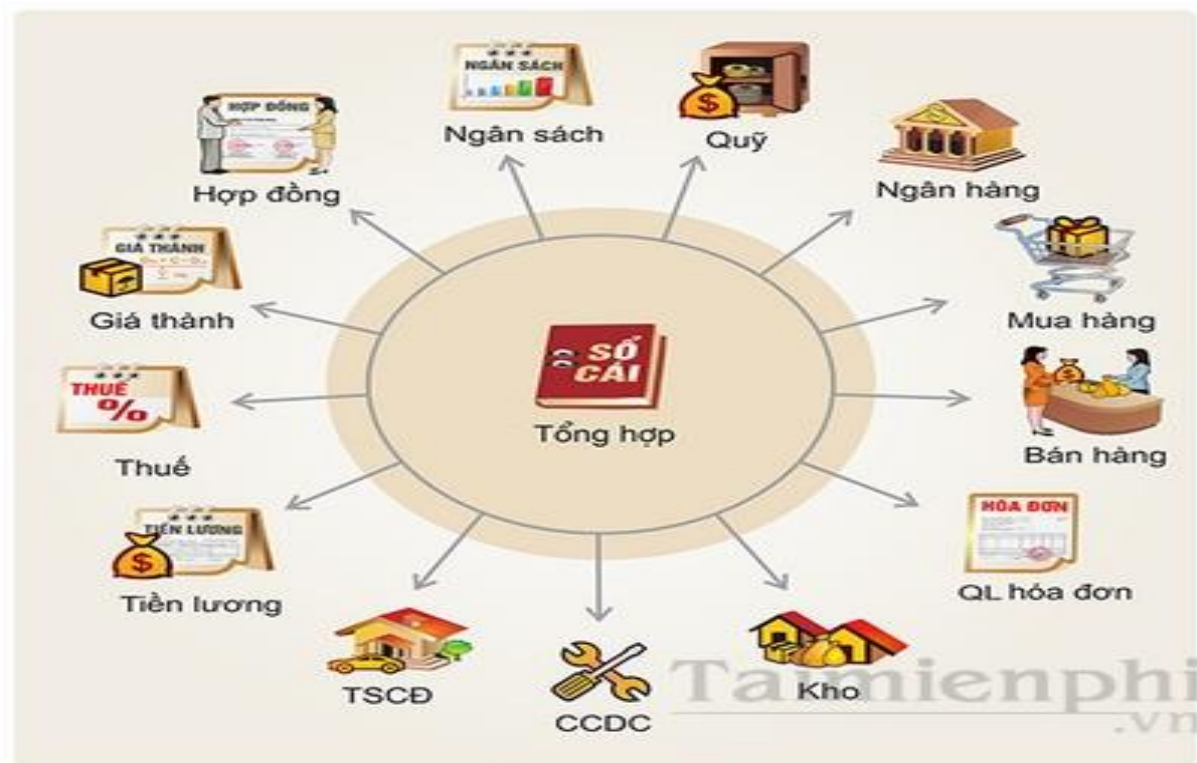 NGÂN SÁCH
Ngân sách
Quỹ
HỢP ĐỒNG
Hợp đồng
Ngân hàng
GIÁ THÀNH
Giá thành
Mua hàng
SỔ
CÁI
Tổng hợp
THUẾ
%
Thuế
Bán hàng
TIỀN LƯƠNG
Tiền lương
HÓA ĐƠN
QL hóa đơn
TSCĐ
CCDC
Kho
Taimienphi
.vn